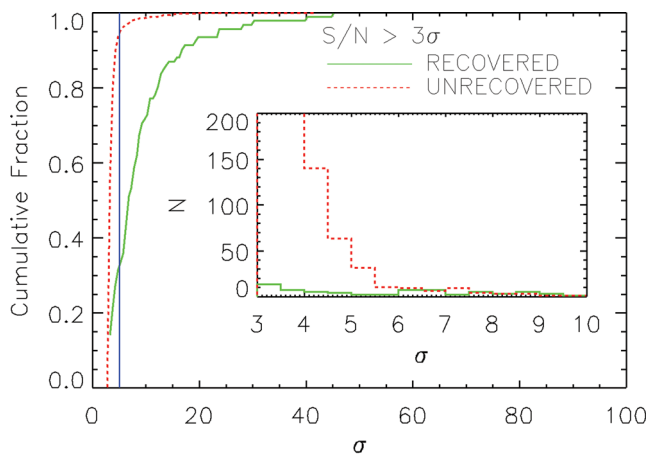 S/N > 3σ
RECOVERED
UNRECOVERED
1.0
0.8
0.6
0.4
0.2
0.0
Cumulative Fraction
200
150
100
50
0
N
3 4 5 6 7 8 9 10
σ
0 20 40 60 80 100
σ